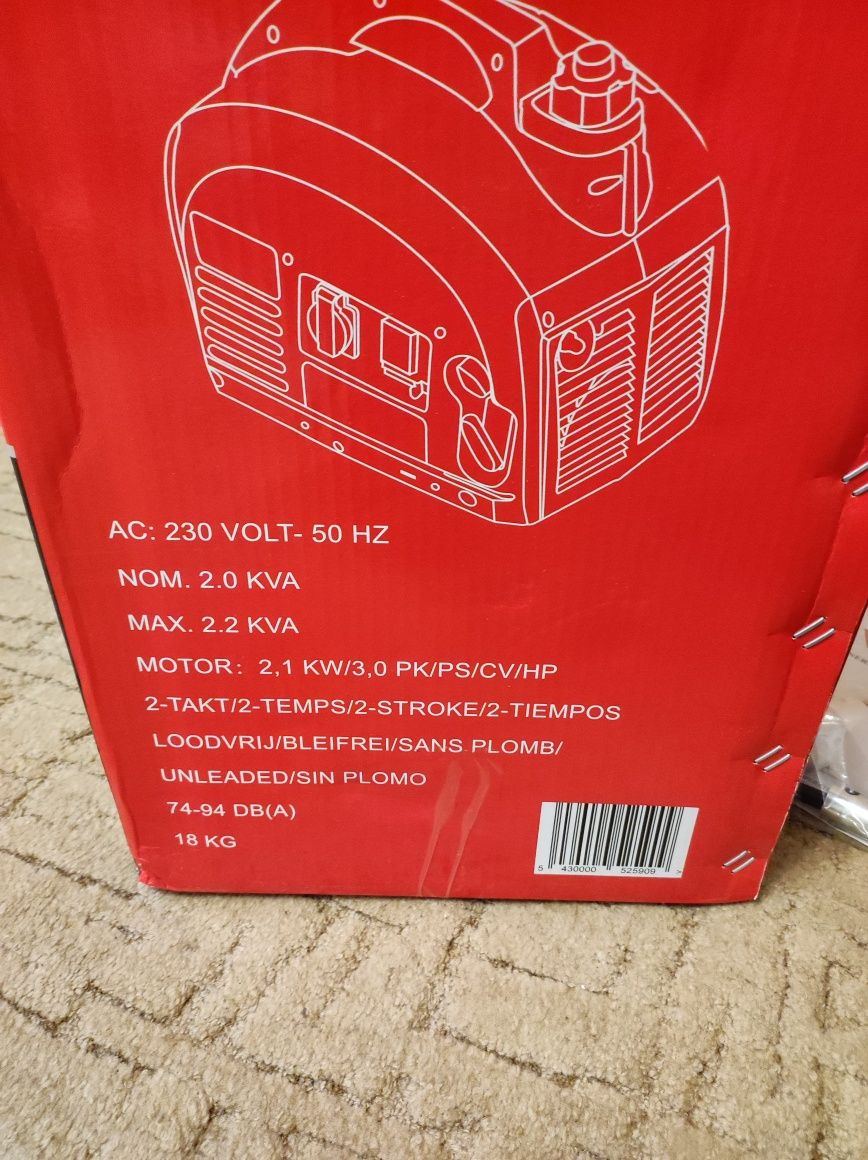 AC: 230 VOLT- 50 HZ
NOM. 2.0 KVA
MAX. 2.2 KVA
MOTOR: 2,1 KW/3,0 PK/PS/CV/HP
2-TAKT/2-TEMPS/2-STROKE/2-TIEMPOS
LOODVRIJ/BLEIFREI/SANS PLOMB/
UNLEADED/SIN PLOMO
74-94 DB(A)
18 KG
5 430000 525909 >